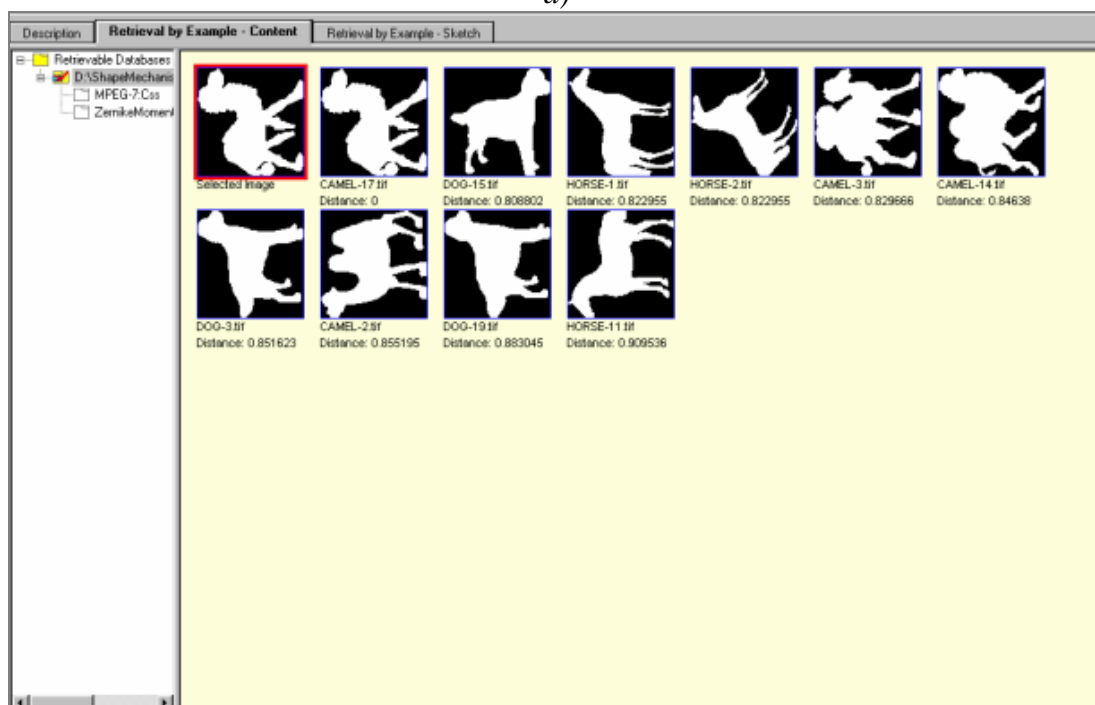 a)
Description Retrieval by Example - Content Retrieval by Example - Sketch
Retrievable Databases
D:\ShapeMechanis
MPEG-7:Css
ZernikeMoment
Selected Image CAMEL-17.tif DOG-15.tif HORSE-1.tif HORSE-2.tif CAMEL-3.tif CAMEL-14.tif
Distance: 0 Distance: 0.808802 Distance: 0.822955 Distance: 0.822955 Distance: 0.829666 Distance: 0.84638
DOG-3.tif CAMEL-2.tif DOG-19.tif HORSE-11.tif
Distance: 0.851623 Distance: 0.855195 Distance: 0.883045 Distance: 0.909536